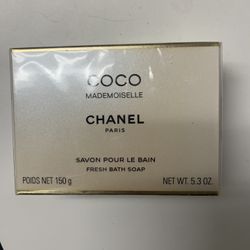 COCO
MADEMOISELLE
CHANEL
PARIS
SAVON POUR LE BAIN
FRESH BATH SOAP
POIDS NET 150 g NET WT. 5.3 OZ.